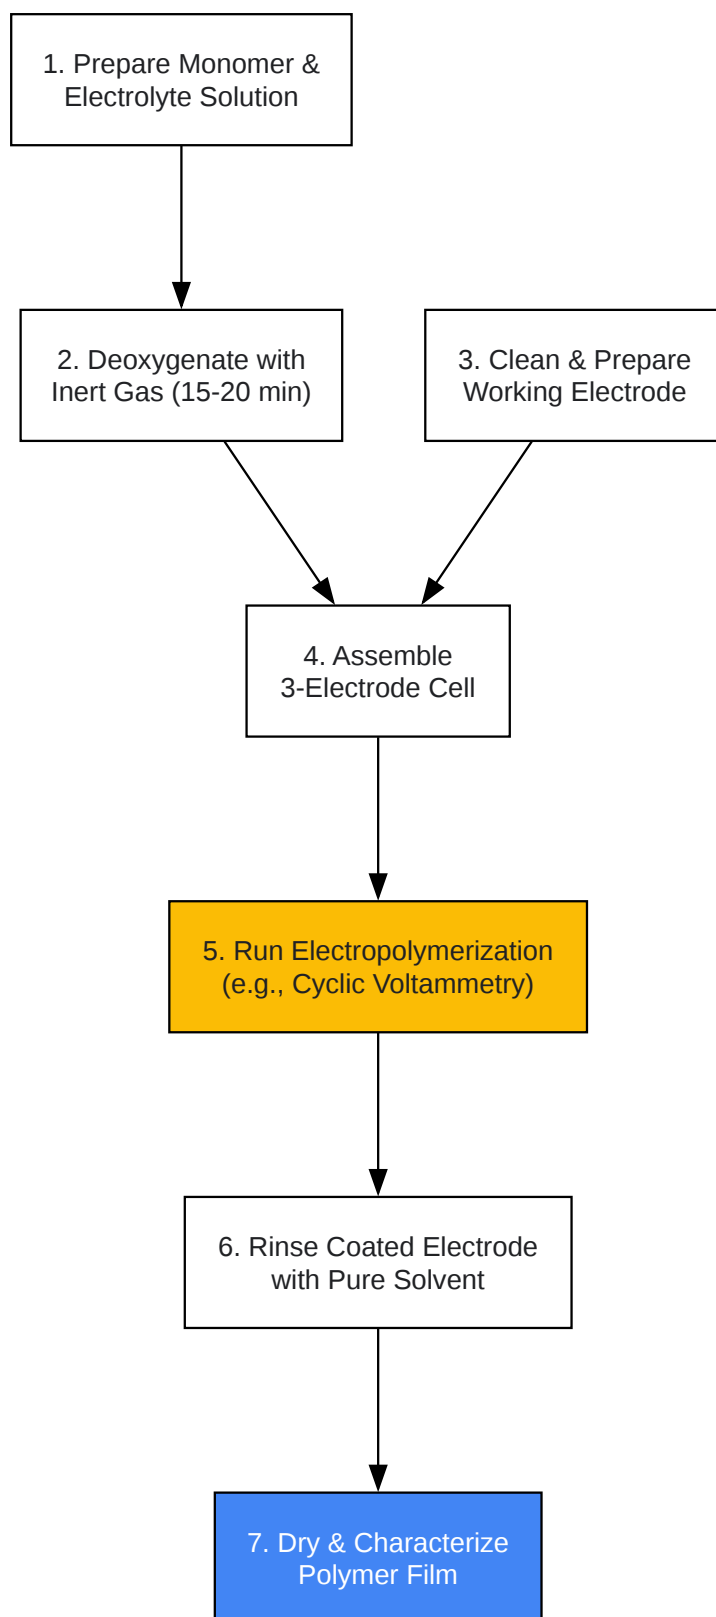 1. Prepare Monomer &
Electrolyte Solution
2. Deoxygenate with
Inert Gas (15-20 min)
3. Clean & Prepare
Working Electrode
4. Assemble
3-Electrode Cell
5. Run Electropolymerization
(e.g., Cyclic Voltammetry)
6. Rinse Coated Electrode
with Pure Solvent
7. Dry & Characterize
Polymer Film